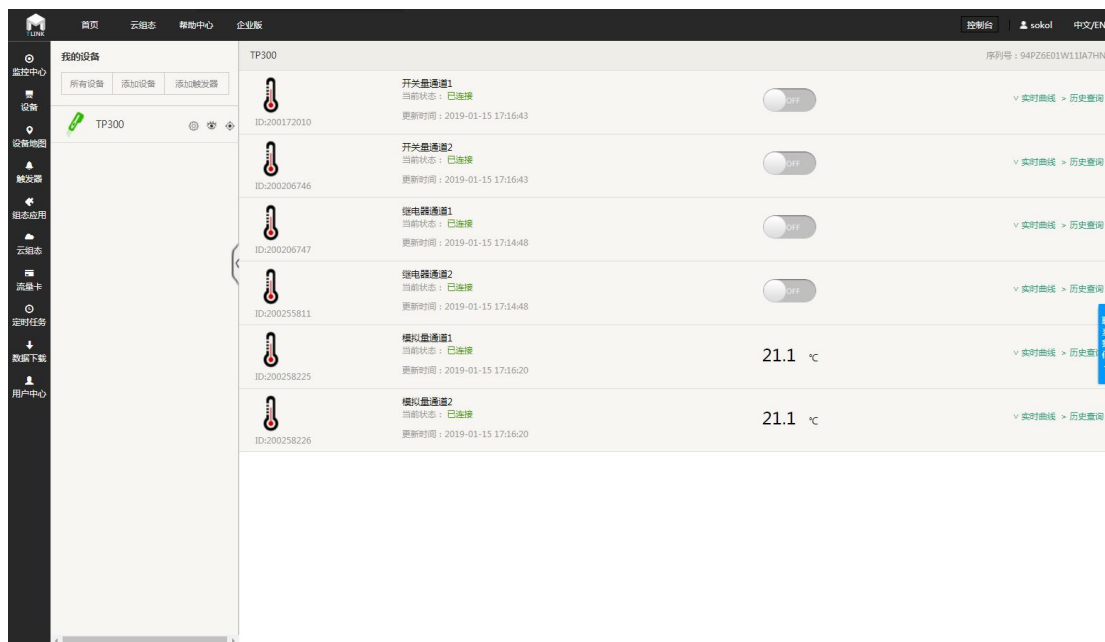 TLINK
首页 云组态 帮助中心 企业版
控制台 sokol 中文/EN
监控中心
设备
设备地图
触发器
组态应用
云组态
流量卡
定时任务
数据下载
用户中心
我的设备
所有设备 添加设备 添加触发器
TP300
TP300 序列号：94PZ6E01W11IA7HN
ID:200172010
开关量通道1
当前状态： 已连接
更新时间：2019-01-15 17:16:43
OFF
实时曲线 > 历史查询
ID:200206746
开关量通道2
当前状态： 已连接
更新时间：2019-01-15 17:16:43
OFF
实时曲线 > 历史查询
ID:200206747
继电器通道1
当前状态： 已连接
更新时间：2019-01-15 17:14:48
OFF
实时曲线 > 历史查询
ID:200255811
继电器通道2
当前状态： 已连接
更新时间：2019-01-15 17:14:48
OFF
实时曲线 > 历史查询
ID:200258225
模拟量通道1
当前状态： 已连接
更新时间：2019-01-15 17:16:20
21.1 ℃
实时曲线 > 历史查
ID:200258226
模拟量通道2
当前状态： 已连接
更新时间：2019-01-15 17:16:20
21.1 ℃
实时曲线 > 历史查询